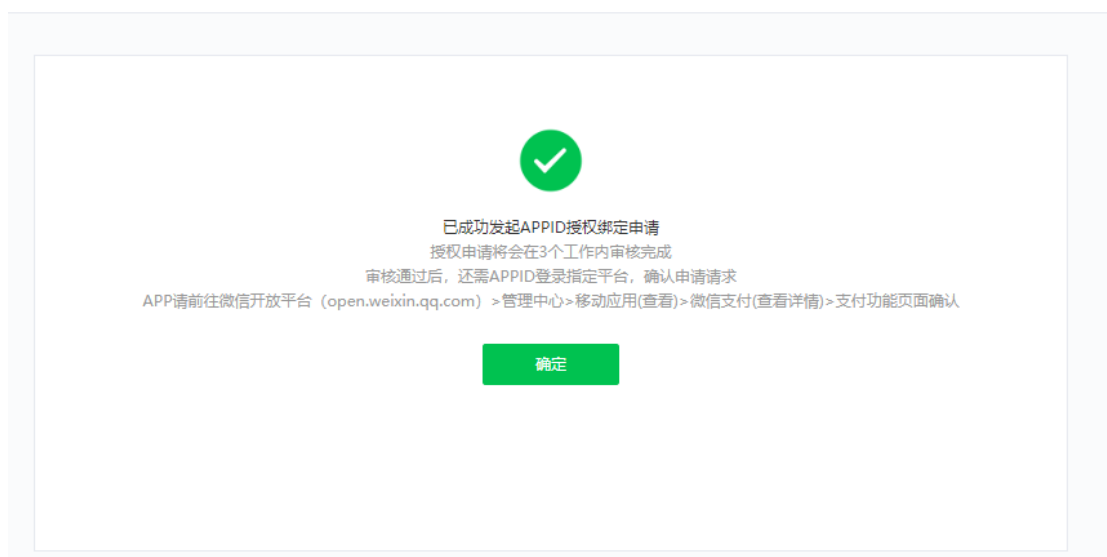 已成功发起APPID授权绑定申请
授权申请将会在3个工作内审核完成
审核通过后，还需APPID登录指定平台，确认申请请求
APP请前往微信开放平台（open.weixin.qq.com）>管理中心>移动应用(查看)>微信支付(查看详情)>支付功能页面确认
确定